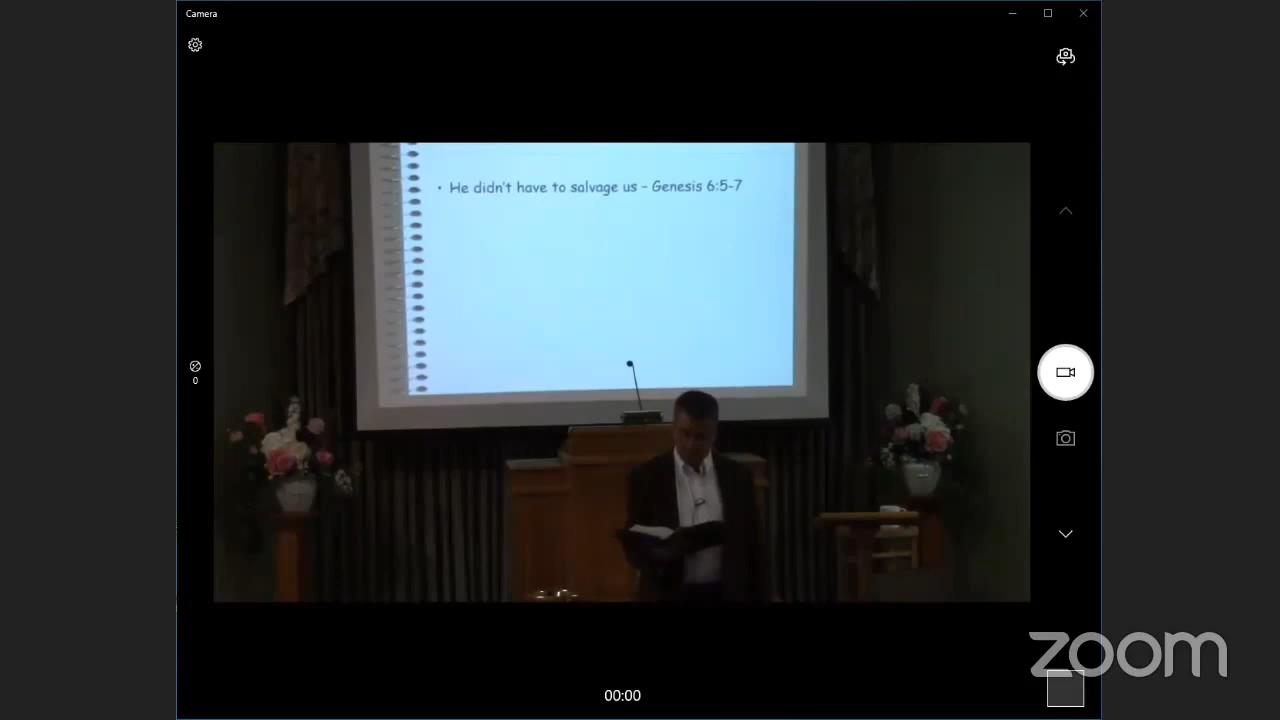 Camera
• He didn't have to salvage us – Genesis 6:5-7
0
00:00
zoom